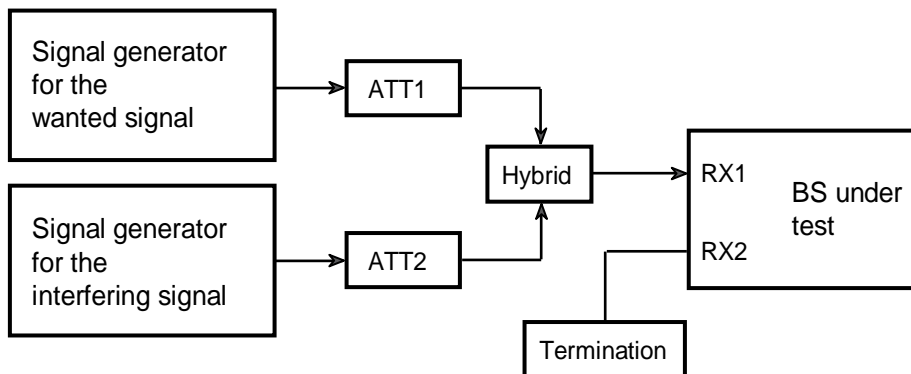 Signal generator
for the
wanted signal
ATT1
Hybrid
Signal generator
for the
interfering signal
ATT2
RX1
RX2
BS under
test
Termination